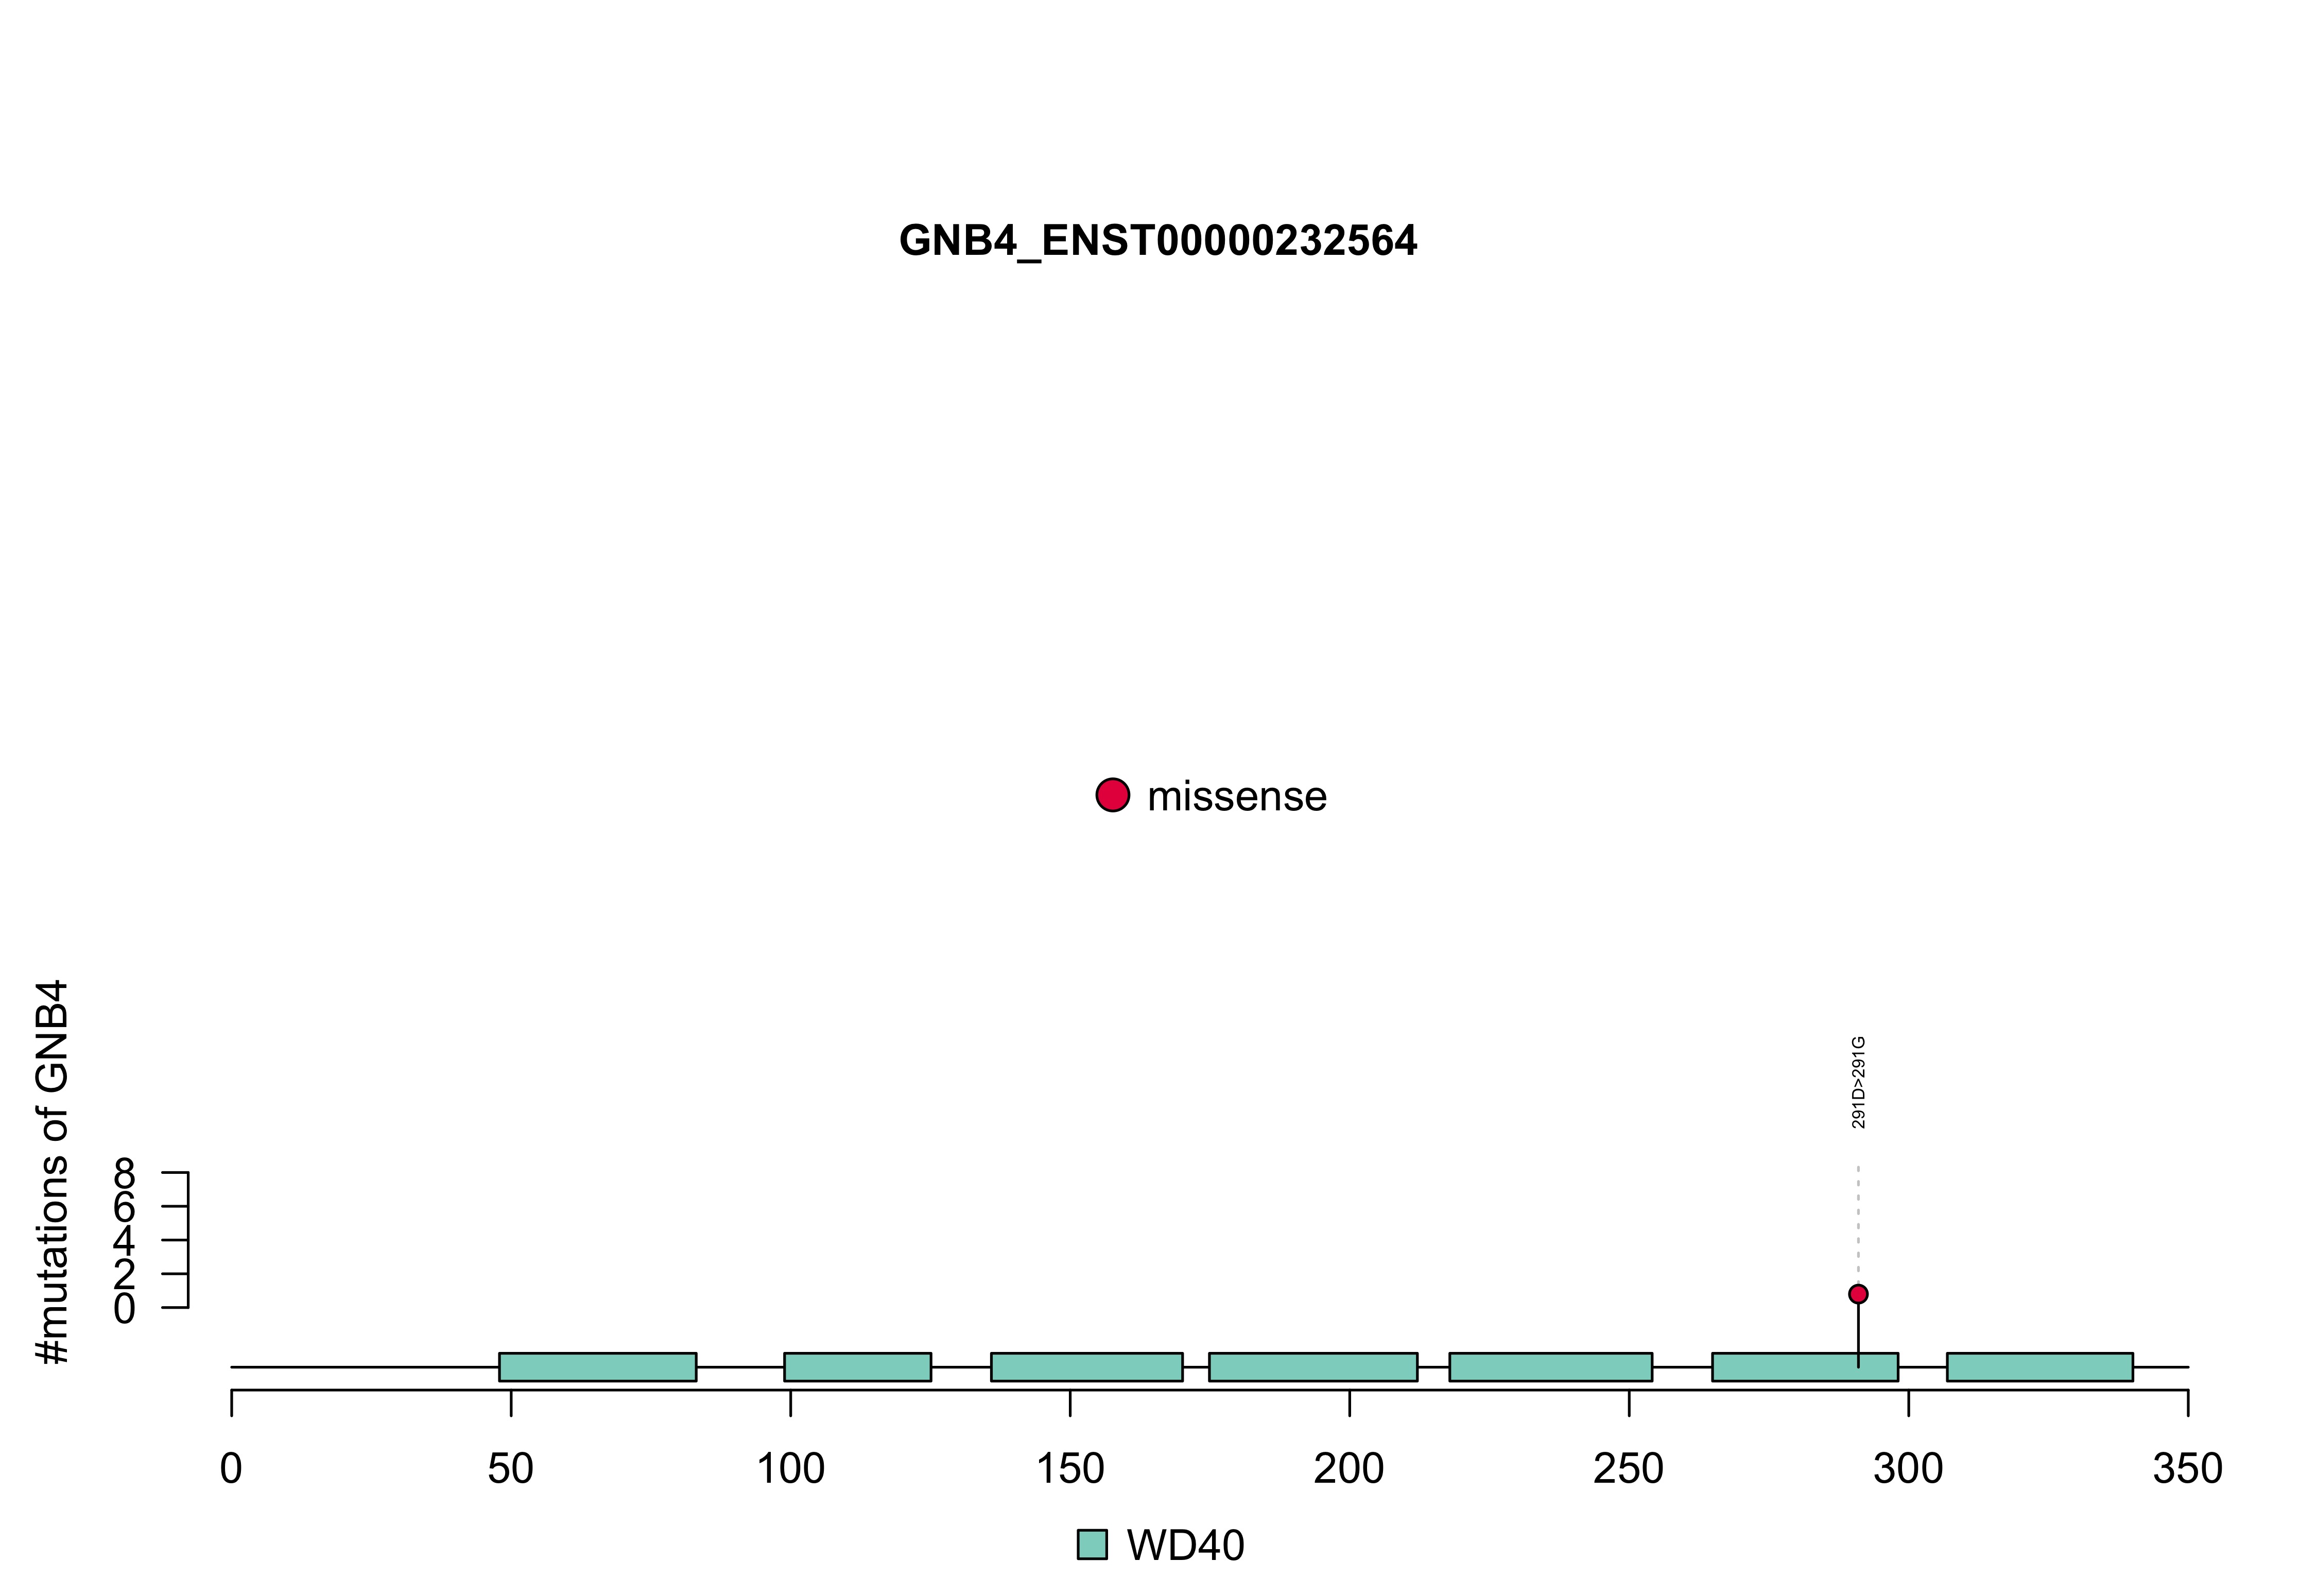 GNB4_ENST00000232564
missense
#mutations of GNB4
291D>291G
8
6
4
2
0
0 50 100 150 200 250 300 350
WD40